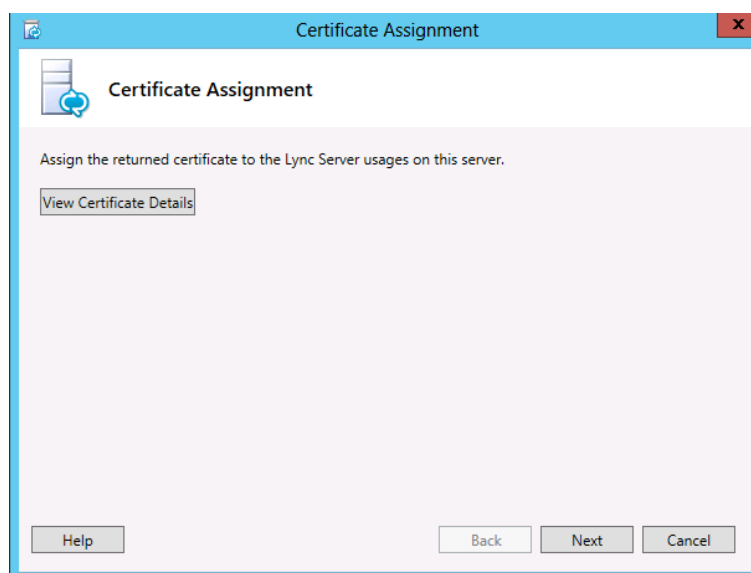 Certificate Assignment
x
Certificate Assignment
Assign the returned certificate to the Lync Server usages on this server.
View Certificate Details
Help Back Next Cancel